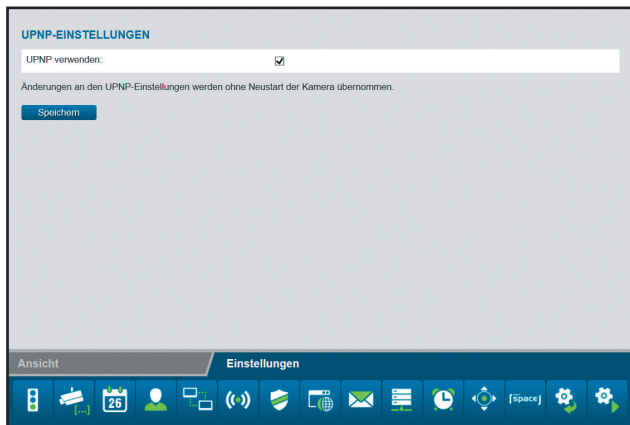 UPNP-EINSTELLUNGEN
UPNP verwenden:
Änderungen an den UPNP-Einstellungen werden ohne Neustart der Kamera übernommen.
Speichern
Ansicht
Einstellungen
[...]
26
[space]